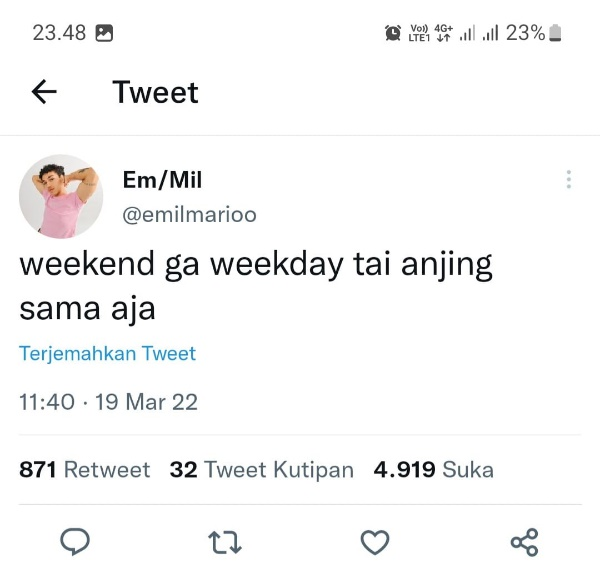 23.48 Vo)) LTE1 4G+ 23%
Tweet
Em/Mil
@emilmarioo
weekend ga weekday tai anjing
sama aja
Terjemahkan Tweet
11:40 · 19 Mar 22
871 Retweet 32 Tweet Kutipan 4.919 Suka